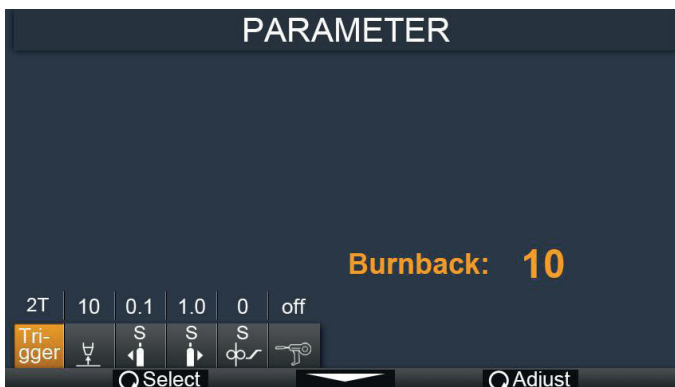 PARAMETER
Burnback: 10
2T 10 0.1 1.0 0 off
Tri-
gger
S S S
Select Adjust